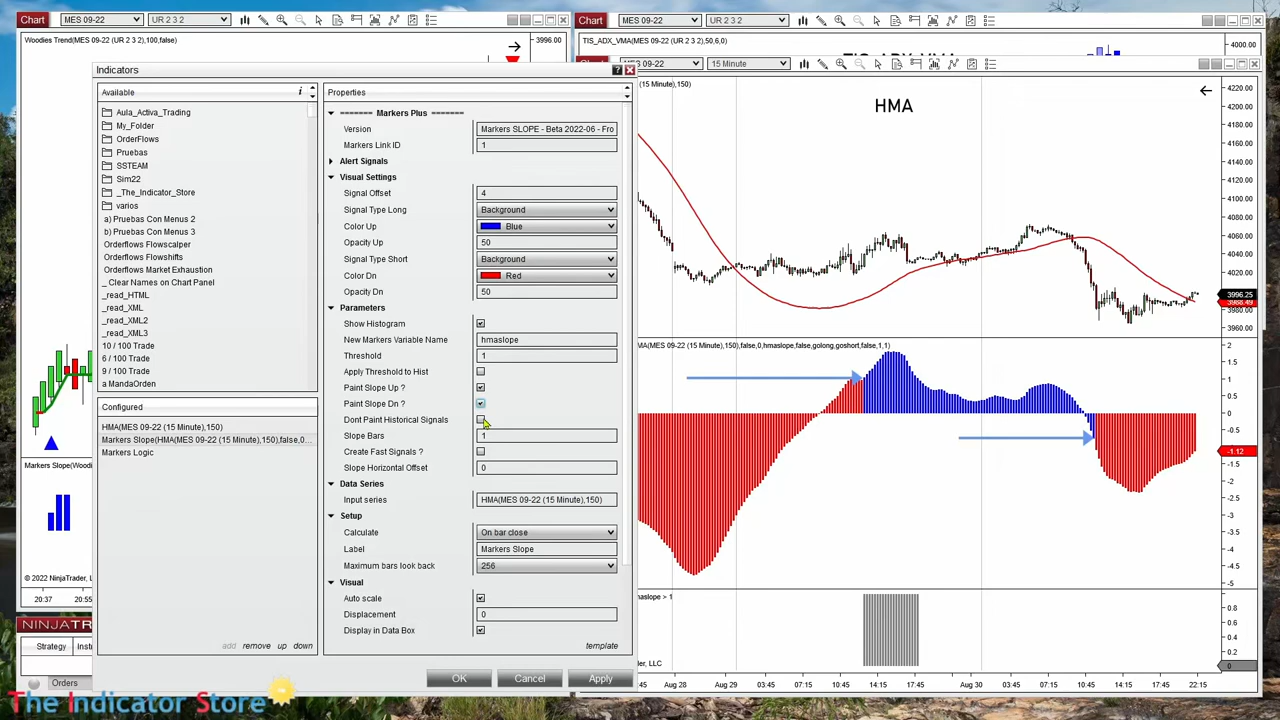 Chart
MES 09-22
UR 2 3 2
Chart
MES 09-22
UR 2 3 2
Woodies Trend(MES 09-22 (UR 2 3 2),100,false)
3996.00
TIS_ADX_VMA(MES 09-22 (UR 2 3 2),50,6,0)
TIS_ADX_VMA
4000.00
Indicators
MES 09-22
15 Minute
Available
Properties
Aula_Activa_Trading
My_Folder
OrderFlows
Pruebas
SSTEAM
Sim22
_The_Indicator_Store
varios
a) Pruebas Con Menus 2
b) Pruebas Con Menus 3
Orderflows Flowscalper
Orderflows Flowshifts
Orderflows Market Exhaustion
_ Clear Names on Chart Panel
_read_HTML
_read_XML
_read_XML2
_read_XML3
10 / 100 Trade
6 / 100 Trade
8 / 100 Trade
a MandaOrden
Configured
HMA(MES 09-22 (15 Minute),150)
Markers Slope(HMA(MES 09-22 (15 Minute),150),false,0...
Markers Logic
add remove up down
======= Markers Plus =======
Version
Markers SLOPE - Beta 2022-06 - Fro
Markers Link ID
1
Alert Signals
Visual Settings
Signal Offset
4
Signal Type Long
Background
Color Up
Blue
Opacity Up
50
Signal Type Short
Background
Color Dn
Red
Opacity Dn
50
Parameters
Show Histogram
New Markers Variable Name
hmaslope
Threshold
1
Apply Threshold to Hist
Paint Slope Up ?
Paint Slope Dn ?
Dont Paint Historical Signals
Slope Bars
1
Create Fast Signals ?
Slope Horizontal Offset
0
Data Series
Input series
HMA(MES 09-22 (15 Minute),150)
Setup
Calculate
On bar close
Label
Markers Slope
Maximum bars look back
256
Visual
Auto scale
Displacement
0
Display in Data Box
template
OK
Cancel
Apply
(15 Minute),150)
HMA
4220.00
4200.00
4180.00
4160.00
4140.00
4120.00
4100.00
4080.00
4060.00
4040.00
4020.00
3996.25
3988.49
3980.00
3960.00
MA(MES 09-22 (15 Minute),150),false,0,hmaslope,false,golong,goshort,false,1,1)
2
1.5
1
0.5
0
-0.5
-1.12
-1.5
-2
-2.5
-3
-3.5
-4
-4.5
-5
aslope > 1
0.8
0.6
0.4
0.2
0
der, LLC
Aug 28
03:45
Aug 29
03:45
07:15
10:45
14:15
17:45
Aug 30
03:45
07:15
10:45
14:15
17:45
22:15
Markers Slope(Woodi
© 2022 NinjaTrader, L
20:37
20:55
NINJATR
Strategy
Instr
Orders
The Indicator Store